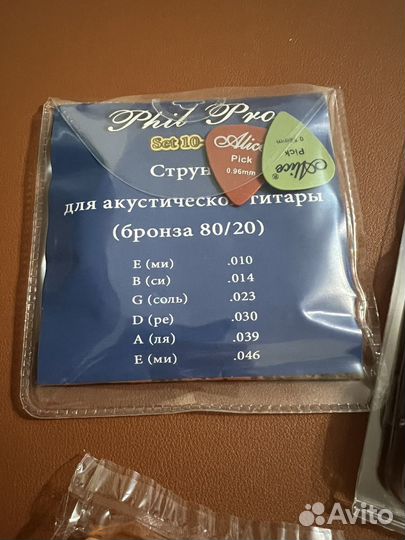 Phil Pro
Set 10-
Alice
Pick
0.96mm
Alice®
Pick
Струн
для акустической гитары
(бронза 80/20)
E (ми) .010
B (си) .014
G (соль) .023
D (ре) .030
A (ля) .039
E (ми) .046
Avito